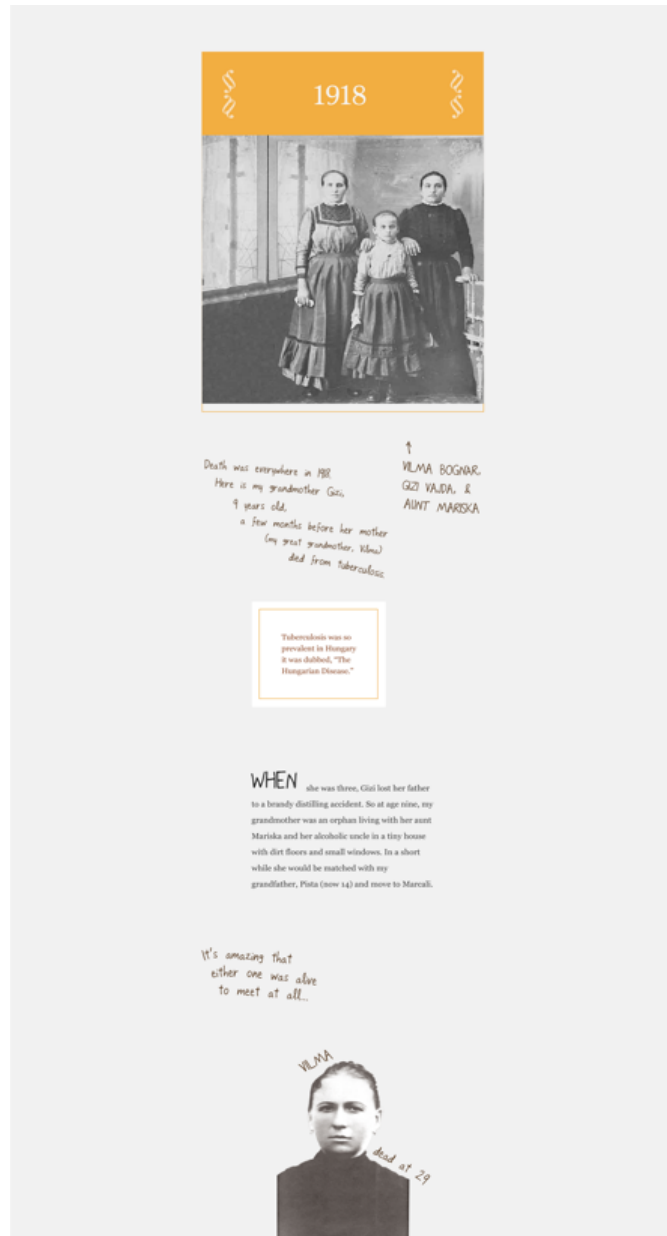 1918
↑
VILMA BOGNAR,
GIZI VAJDA, &
AUNT MARISKA
Death was everywhere in 1918.
Here is my grandmother Gizi,
9 years old,
a few months before her mother
(my great grandmother, Vilma)
died from tuberculosis.
Tuberculosis was so
prevalent in Hungary
it was dubbed, “The
Hungarian Disease.”
WHEN she was three, Gizi lost her father
to a brandy distilling accident. So at age nine, my
grandmother was an orphan living with her aunt
Mariska and her alcoholic uncle in a tiny house
with dirt floors and small windows. In a short
while she would be matched with my
grandfather, Pista (now 14) and move to Marcali.
It's amazing that
either one was alive
to meet at all...
VILMA
dead at 29